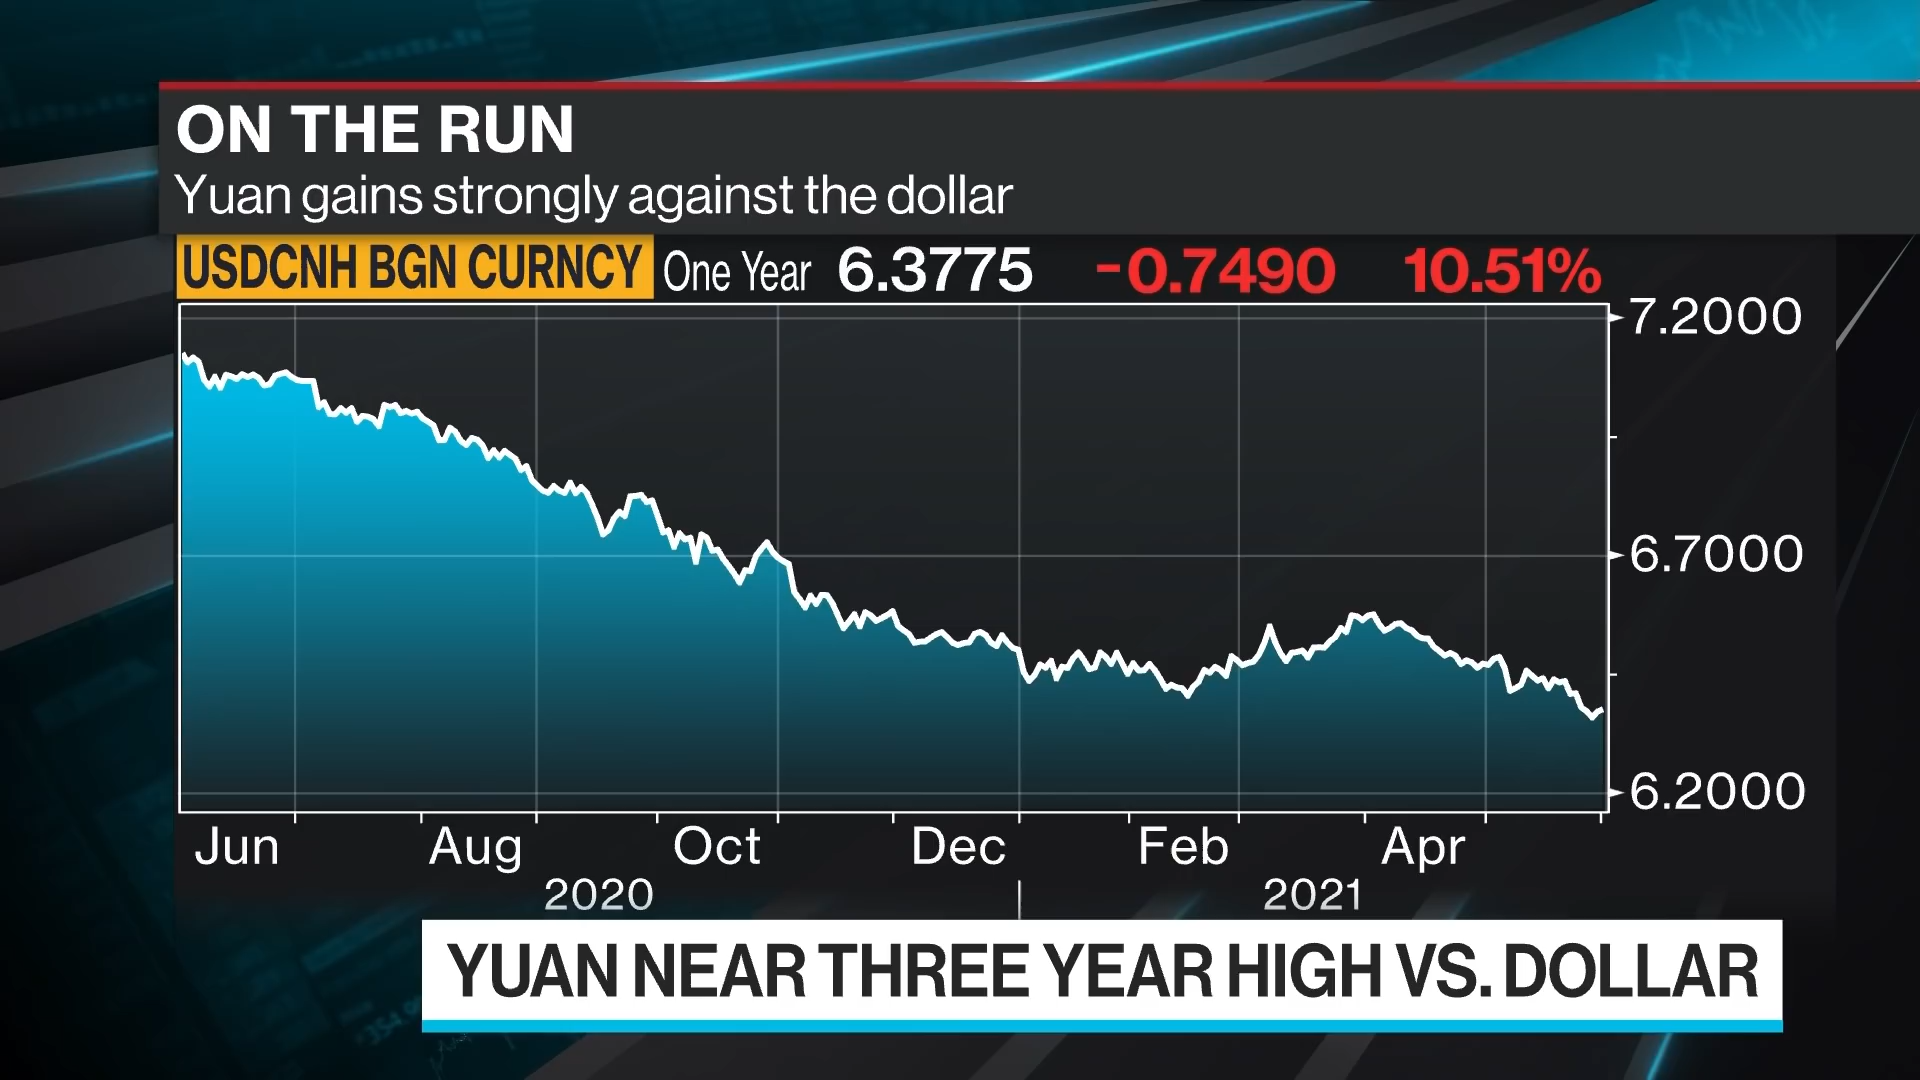 ON THE RUN
Yuan gains strongly against the dollar
USDCNH BGN CURNCY One Year 6.3775 -0.7490 10.51%
7.2000
6.7000
6.2000
Jun Aug Oct Dec Feb Apr
2020 2021
YUAN NEAR THREE YEAR HIGH VS. DOLLAR